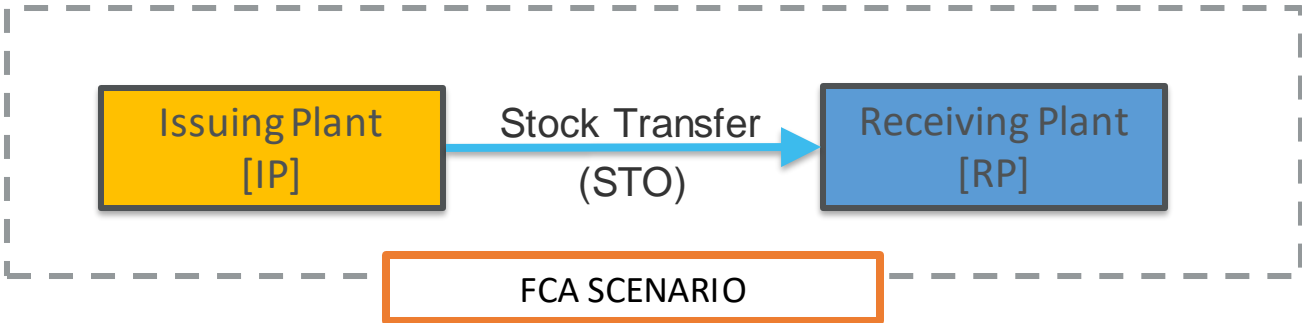 Issuing Plant
[IP]
Stock Transfer
(STO)
Receiving Plant
[RP]
FCA SCENARIO